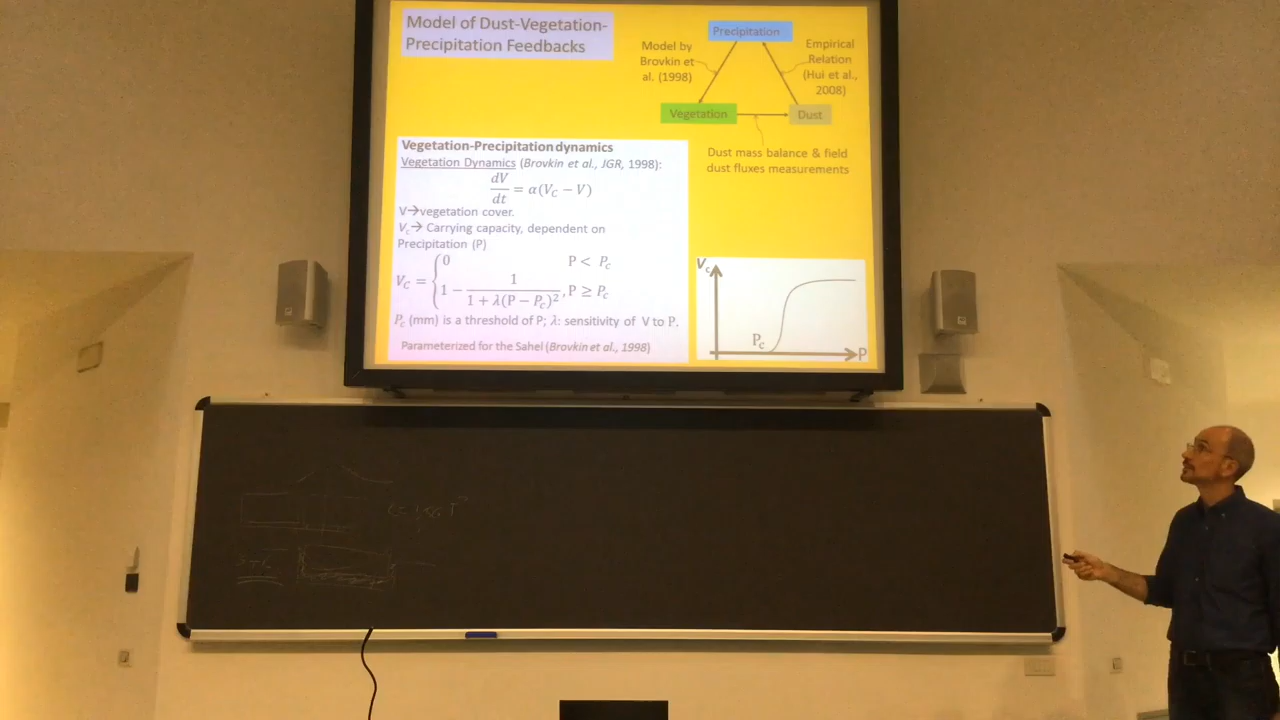 Model of Dust-Vegetation-
Precipitation Feedbacks
Precipitation
Model by
Brovkin et
al. (1998)
Empirical
Relation
(Hui et al.,
2008)
Vegetation
Dust
Dust mass balance & field
dust fluxes measurements
Vegetation-Precipitation dynamics
Vegetation Dynamics (Brovkin et al., JGR, 1998):
dV/dt = α(V_C − V)
V→vegetation cover.
V_c→ Carrying capacity, dependent on
Precipitation (P)
V_C = { 0 P < P_c
1 − 1/(1 + λ(P − P_c)²), P ≥ P_c
P_c (mm) is a threshold of P; λ: sensitivity of V to P.
Parameterized for the Sahel (Brovkin et al., 1998)
V_c
P_c
P